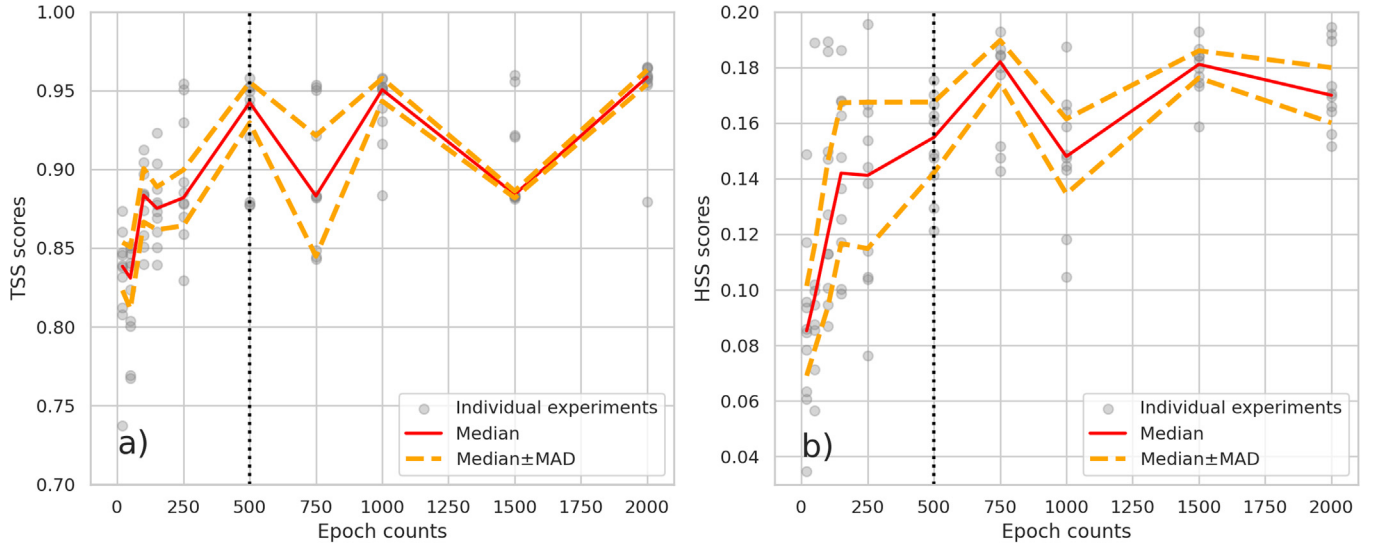 1.00
0.95
0.90
0.85
0.80
0.75
0.70
TSS scores
a)
Individual experiments
Median
Median±MAD
0 250 500 750 1000 1250 1500 1750 2000
Epoch counts
0.20
0.18
0.16
0.14
0.12
0.10
0.08
0.06
0.04
HSS scores
b)
Individual experiments
Median
Median±MAD
0 250 500 750 1000 1250 1500 1750 2000
Epoch counts